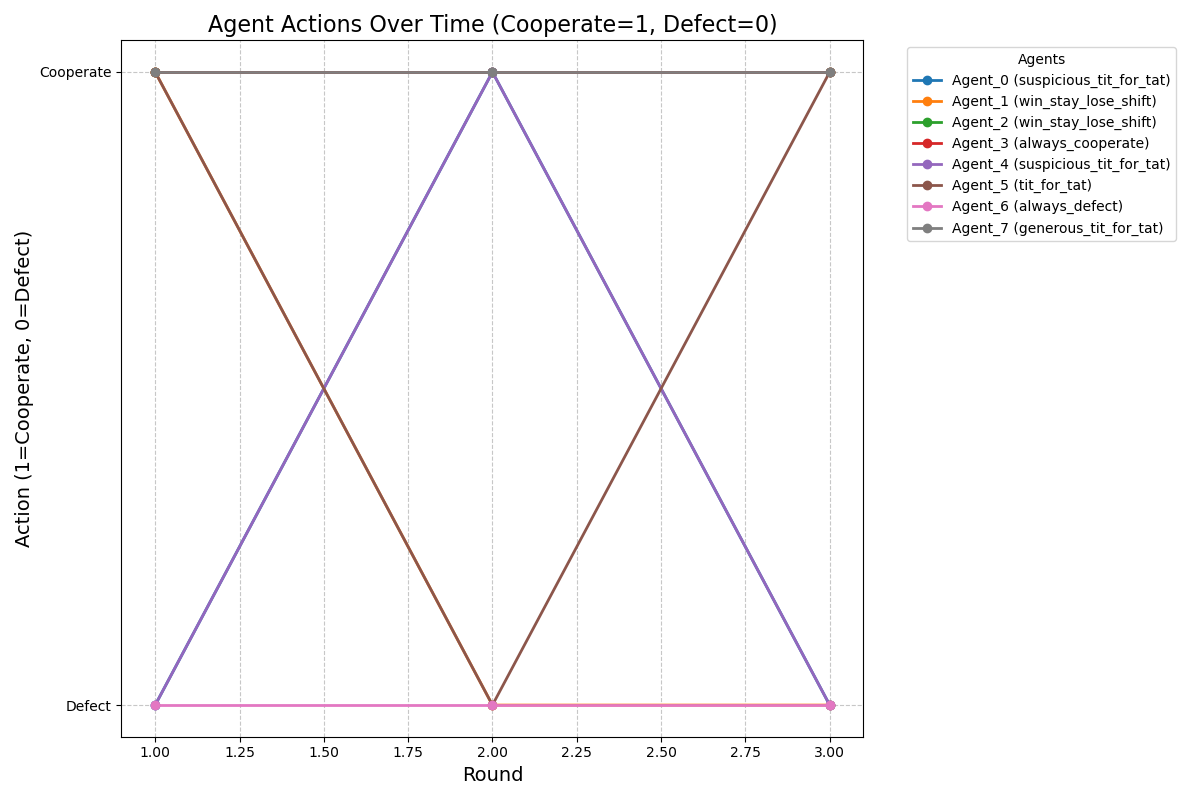 Agent Actions Over Time (Cooperate=1, Defect=0)
Agents
Agent_0 (suspicious_tit_for_tat)
Agent_1 (win_stay_lose_shift)
Agent_2 (win_stay_lose_shift)
Agent_3 (always_cooperate)
Agent_4 (suspicious_tit_for_tat)
Agent_5 (tit_for_tat)
Agent_6 (always_defect)
Agent_7 (generous_tit_for_tat)
Action (1=Cooperate, 0=Defect)
Cooperate
Defect
1.00 1.25 1.50 1.75 2.00 2.25 2.50 2.75 3.00
Round